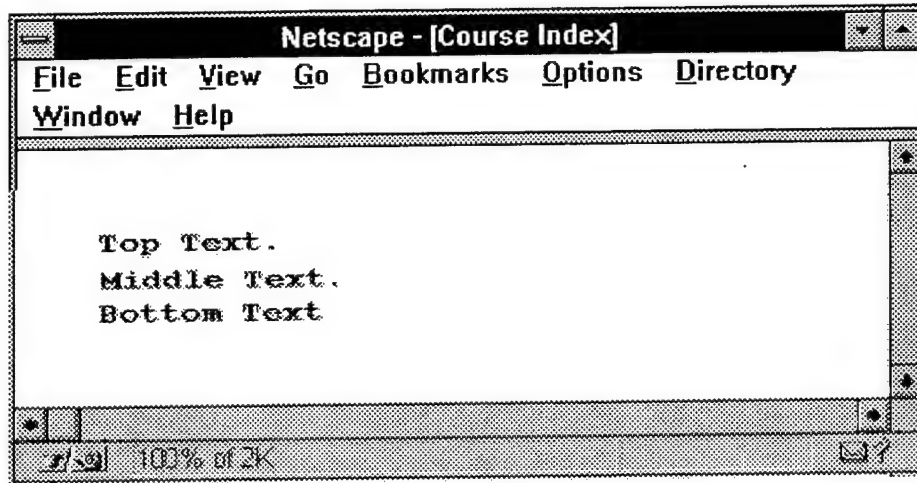 Netscape - [Course Index]
File Edit View Go Bookmarks Options Directory
Window Help
Top Text.
Middle Text.
Bottom Text
100% of 2K
?